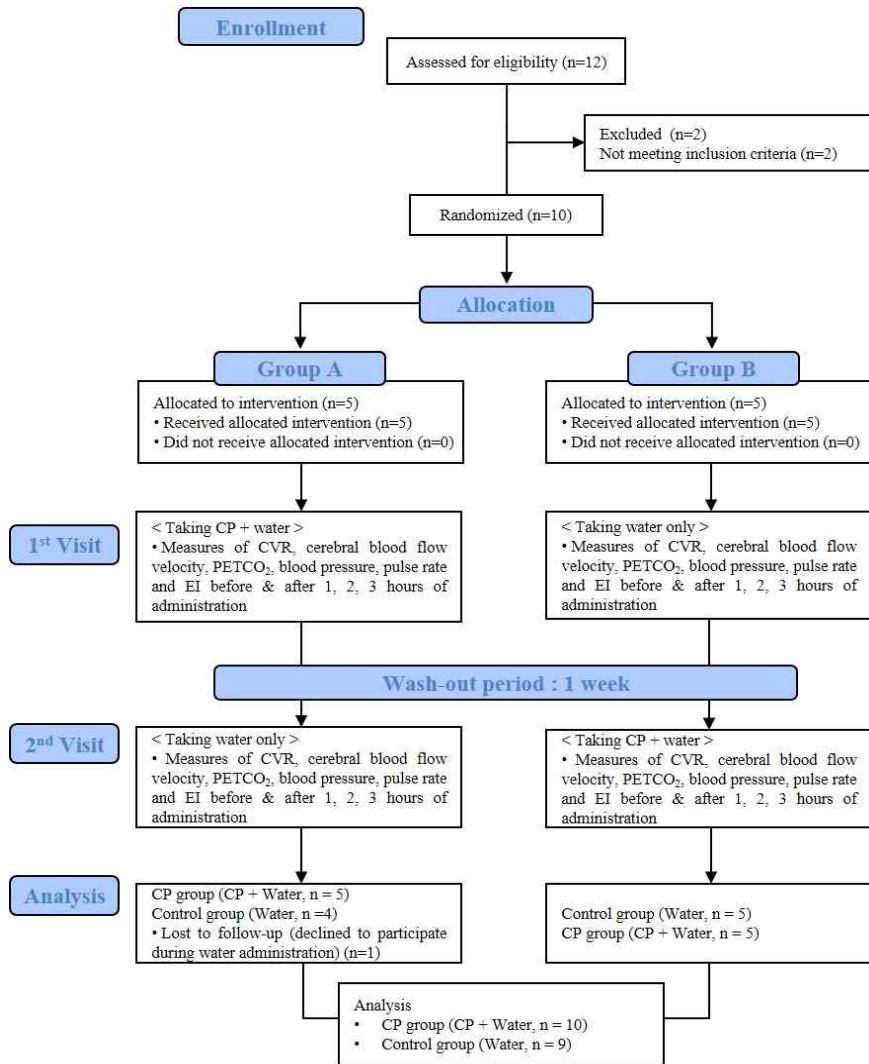 Enrollment
Assessed for eligibility (n=12)
Excluded (n=2)
Not meeting inclusion criteria (n=2)
Randomized (n=10)
Allocation
Group A
Allocated to intervention (n=5)
• Received allocated intervention (n=5)
• Did not receive allocated intervention (n=0)
Group B
Allocated to intervention (n=5)
• Received allocated intervention (n=5)
• Did not receive allocated intervention (n=0)
1st Visit
< Taking CP + water >
• Measures of CVR, cerebral blood flow
velocity, PETCO₂, blood pressure, pulse rate
and EI before & after 1, 2, 3 hours of
administration
< Taking water only >
• Measures of CVR, cerebral blood flow
velocity, PETCO₂, blood pressure, pulse rate
and EI before & after 1, 2, 3 hours of
administration
Wash-out period : 1 week
2nd Visit
< Taking water only >
• Measures of CVR, cerebral blood flow
velocity, PETCO₂, blood pressure, pulse rate
and EI before & after 1, 2, 3 hours of
administration
< Taking CP + water >
• Measures of CVR, cerebral blood flow
velocity, PETCO₂, blood pressure, pulse rate
and EI before & after 1, 2, 3 hours of
administration
Analysis
CP group (CP + Water, n = 5)
Control group (Water, n =4)
• Lost to follow-up (declined to participate
during water administration) (n=1)
Control group (Water, n = 5)
CP group (CP + Water, n = 5)
Analysis
• CP group (CP + Water, n = 10)
• Control group (Water, n = 9)